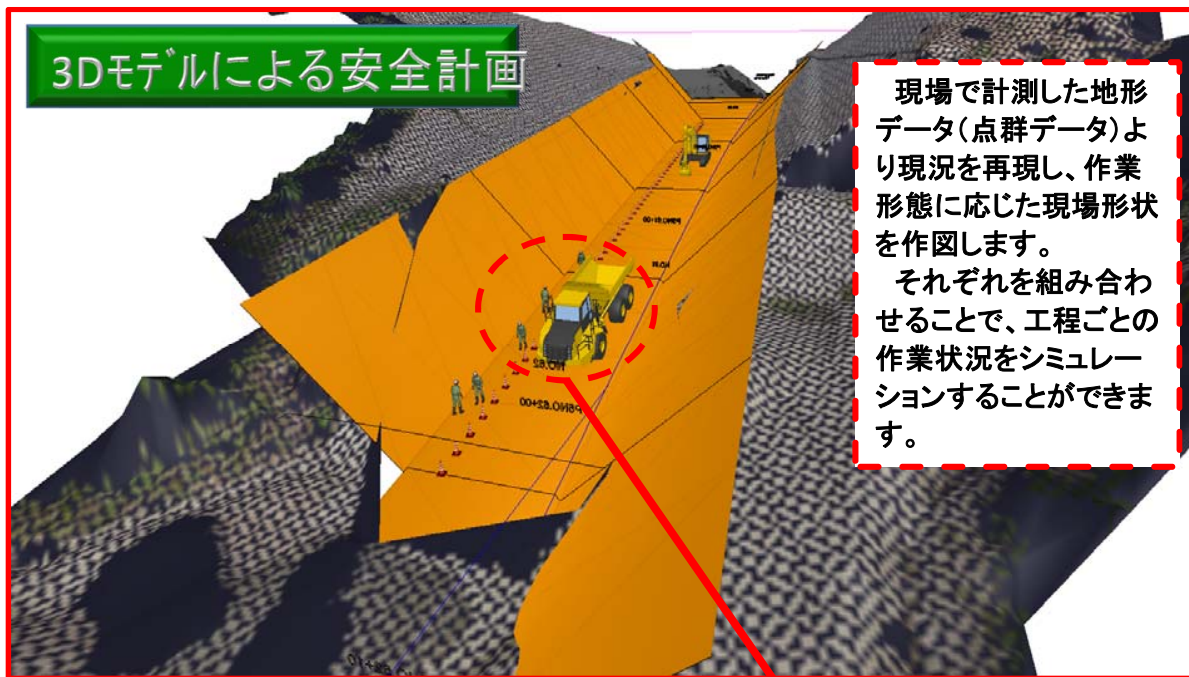 3Dモデルによる安全計画
現場で計測した地形
データ(点群データ)よ
り現況を再現し、作業
形態に応じた現場形状
を作図します。
それぞれを組み合わ
せることで、工程ごとの
作業状況をシミュレー
ションすることができま
す。
NO.62